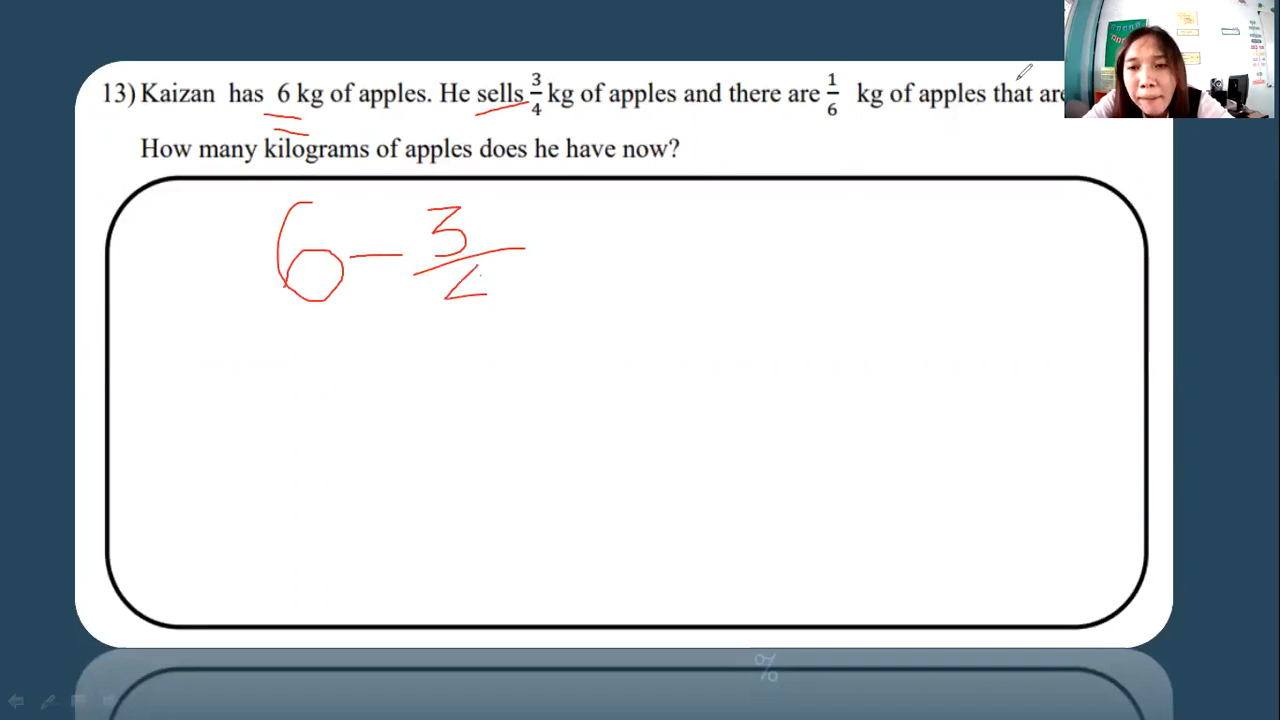 13) Kaizan has 6 kg of apples. He sells 3/4 kg of apples and there are 1/6 kg of apples that are
How many kilograms of apples does he have now?
6 - 3/4
%